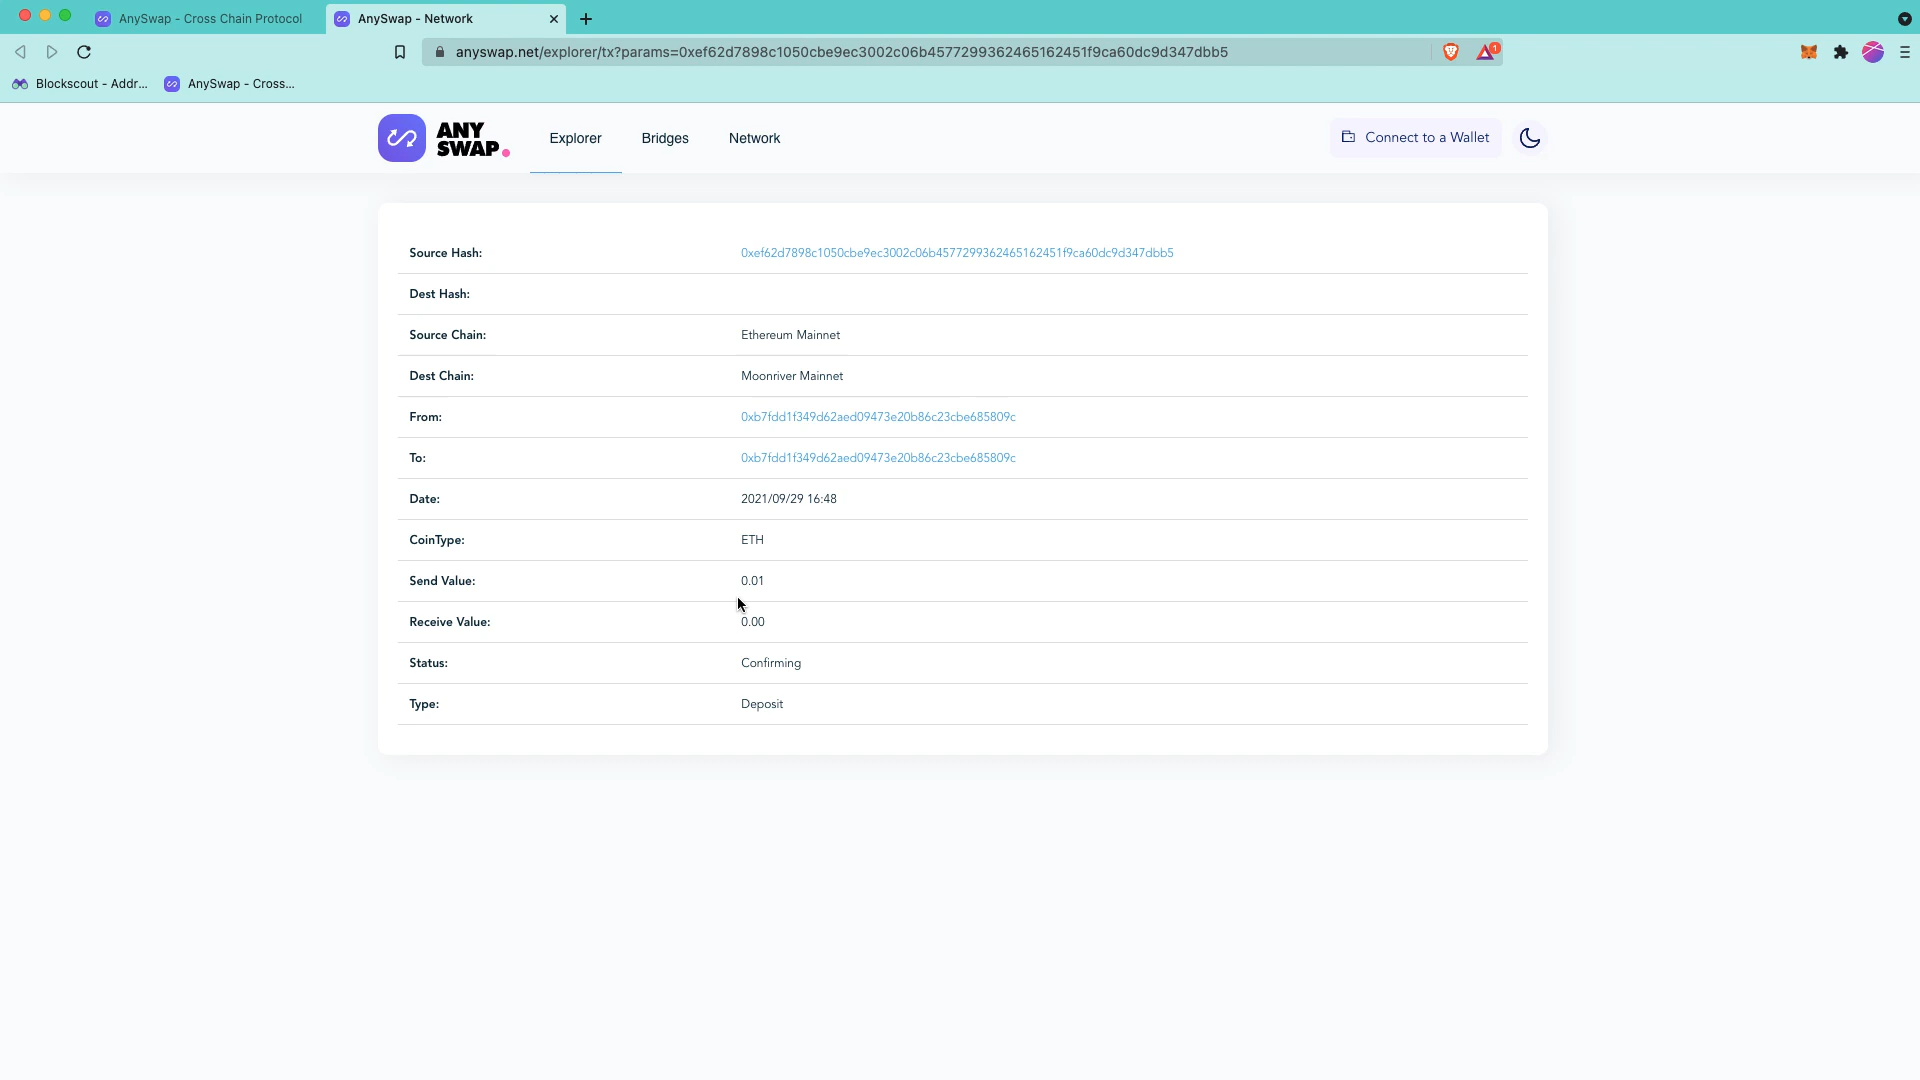 AnySwap - Cross Chain Protocol
AnySwap - Network
anyswap.net/explorer/tx?params=0xef62d7898c1050cbe9ec3002c06b4577299362465162451f9ca60dc9d347dbb5
1
Blockscout - Addr...
AnySwap - Cross...
ANY
SWAP
Explorer
Bridges
Network
Connect to a Wallet
Source Hash: 0xef62d7898c1050cbe9ec3002c06b4577299362465162451f9ca60dc9d347dbb5
Dest Hash:
Source Chain: Ethereum Mainnet
Dest Chain: Moonriver Mainnet
From: 0xb7fdd1f349d62aed09473e20b86c23cbe685809c
To: 0xb7fdd1f349d62aed09473e20b86c23cbe685809c
Date: 2021/09/29 16:48
CoinType: ETH
Send Value: 0.01
Receive Value: 0.00
Status: Confirming
Type: Deposit